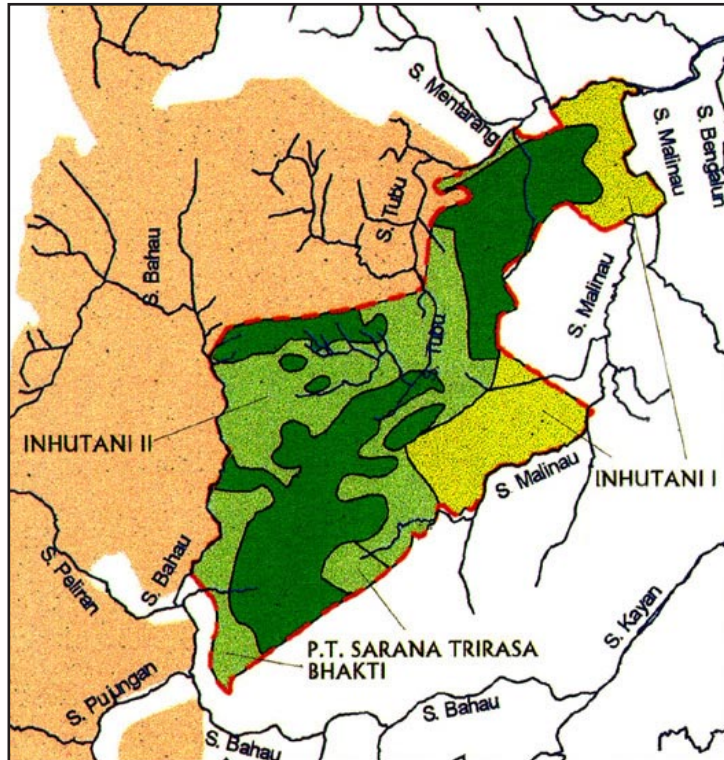 S. Mentarang
S. Malinau
S. Bengalun
S. Tubu
S. Bahau
S. Malinau
S. Tubu
INHUTANI II
INHUTANI I
S. Malinau
S. Bahau
S. Peliran
S. Kayan
P.T. SARANA TRIRASA
BHAKTI
S. Pujungan
S. Bahau
S. Bahau